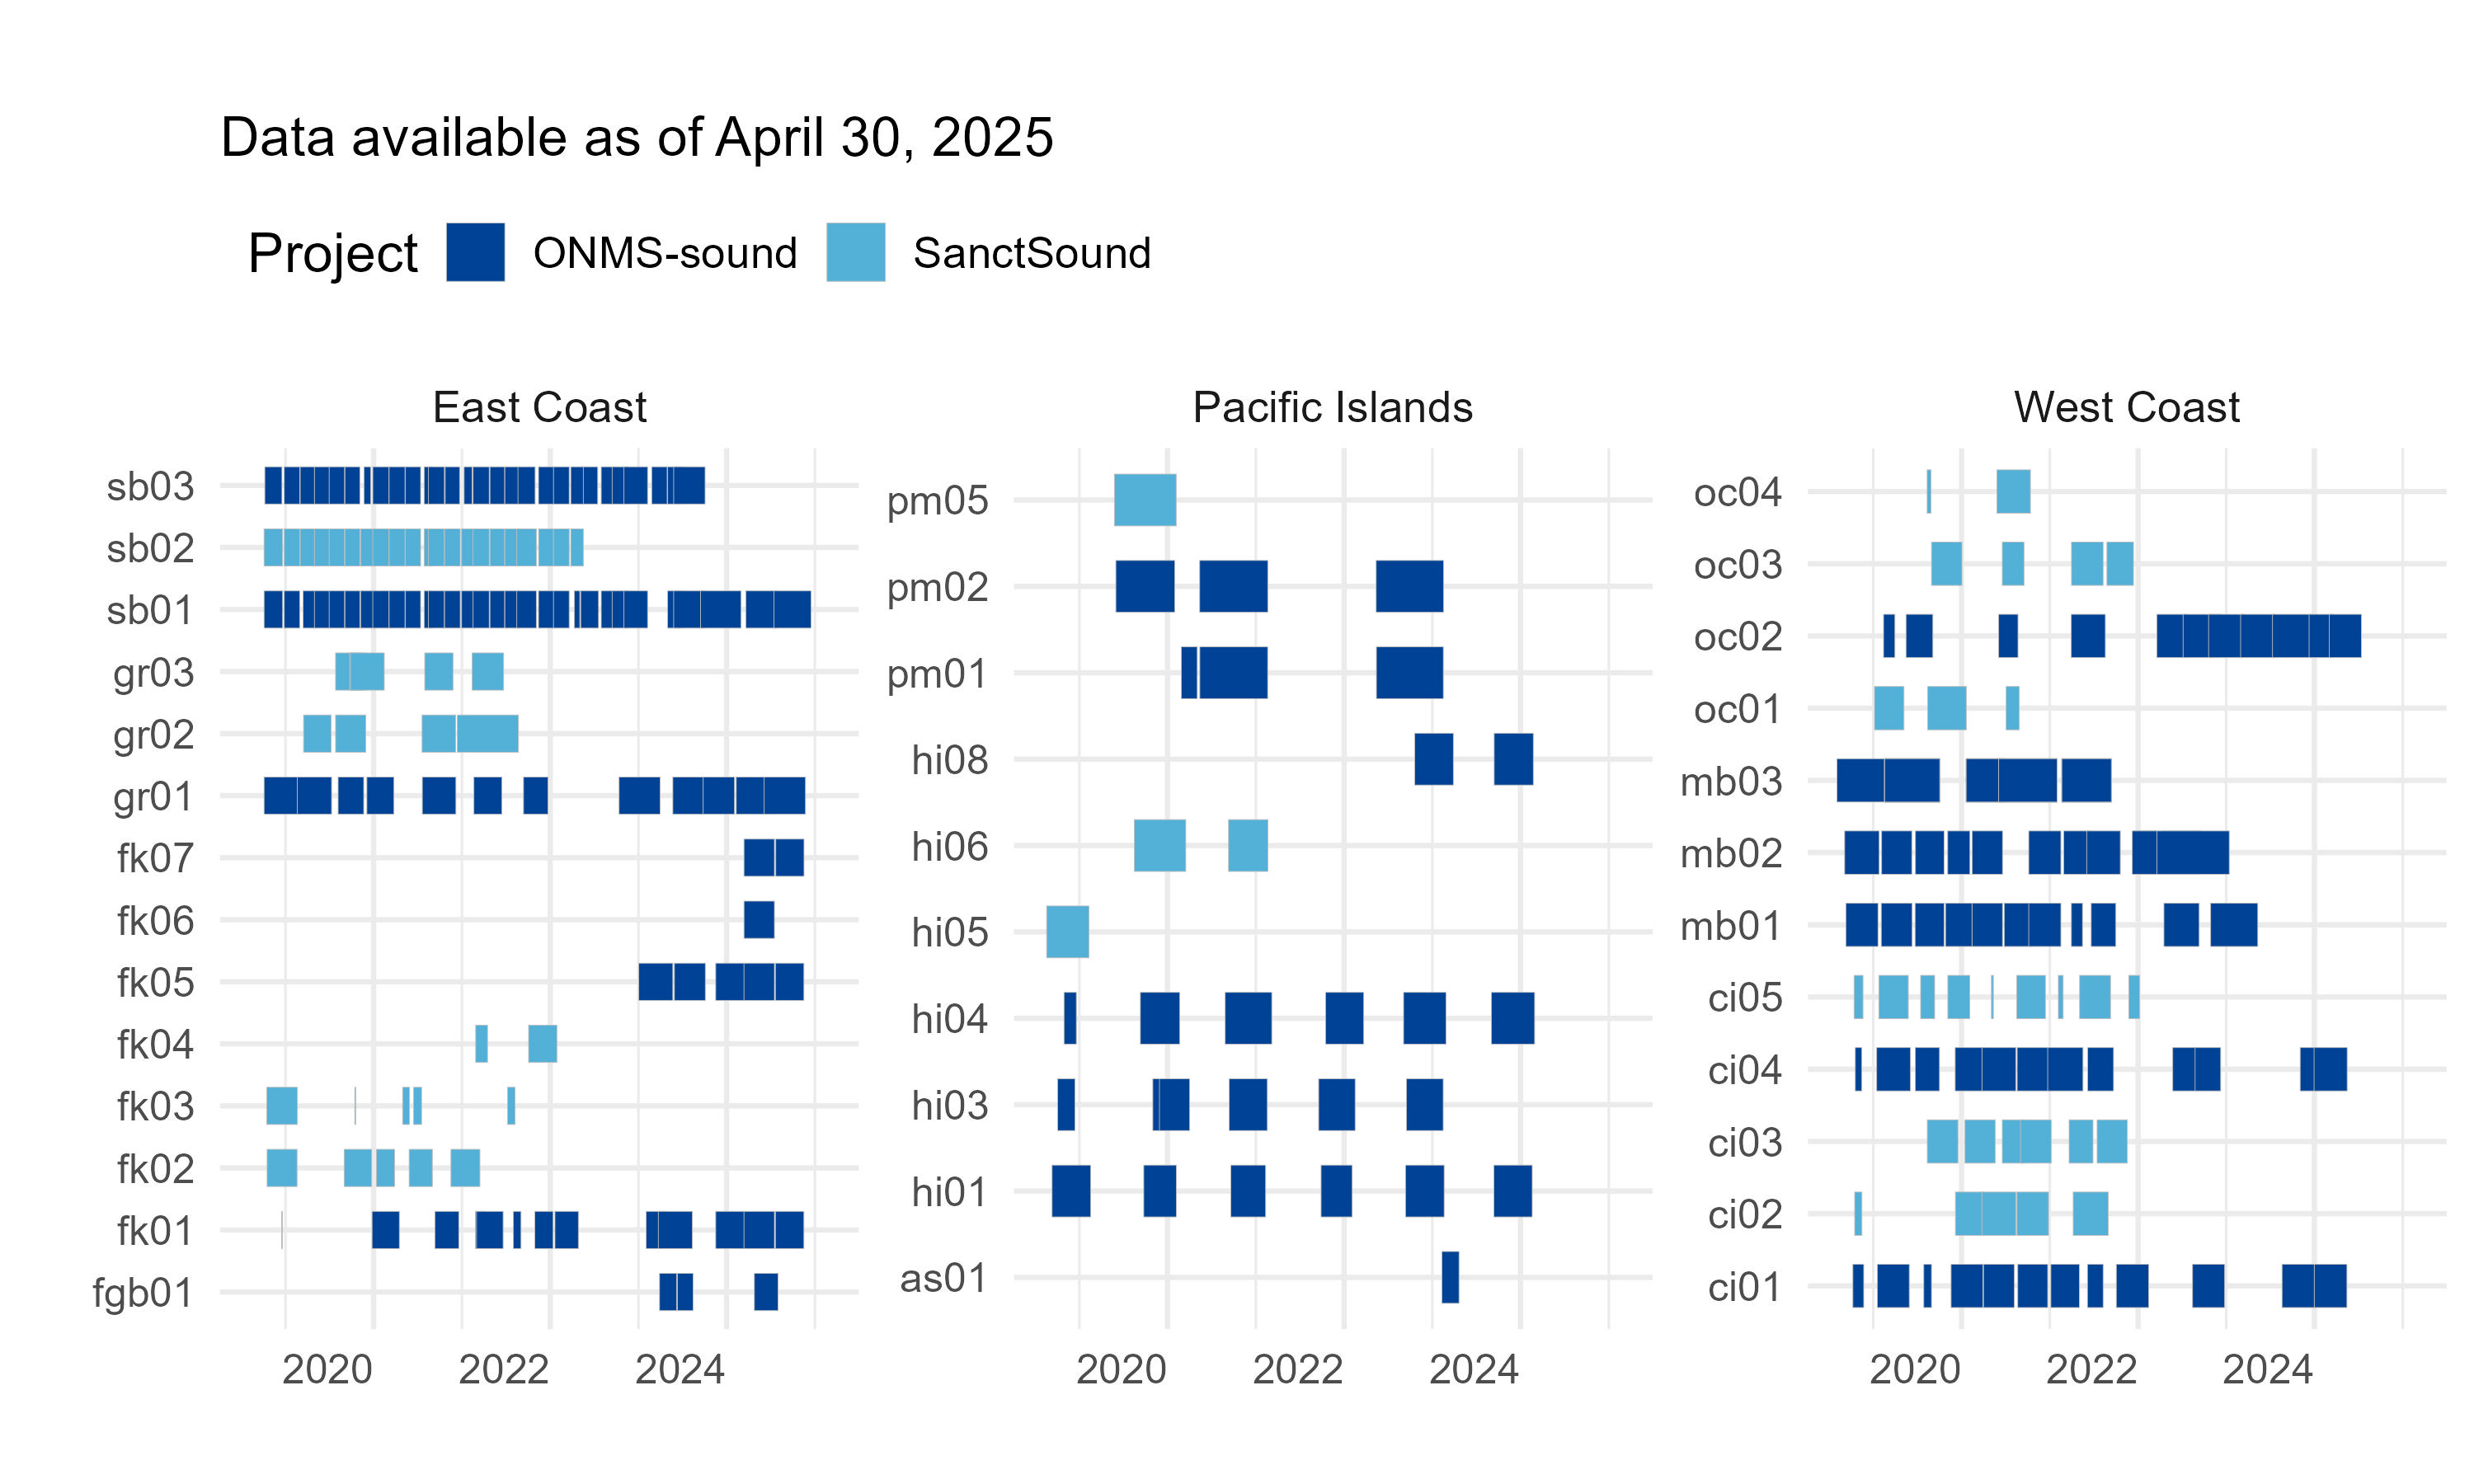 Data available as of April 30, 2025
Project ONMS-sound SanctSound
East Coast
sb03
sb02
sb01
gr03
gr02
gr01
fk07
fk06
fk05
fk04
fk03
fk02
fk01
fgb01
2020 2022 2024
Pacific Islands
pm05
pm02
pm01
hi08
hi06
hi05
hi04
hi03
hi01
as01
2020 2022 2024
West Coast
oc04
oc03
oc02
oc01
mb03
mb02
mb01
ci05
ci04
ci03
ci02
ci01
2020 2022 2024